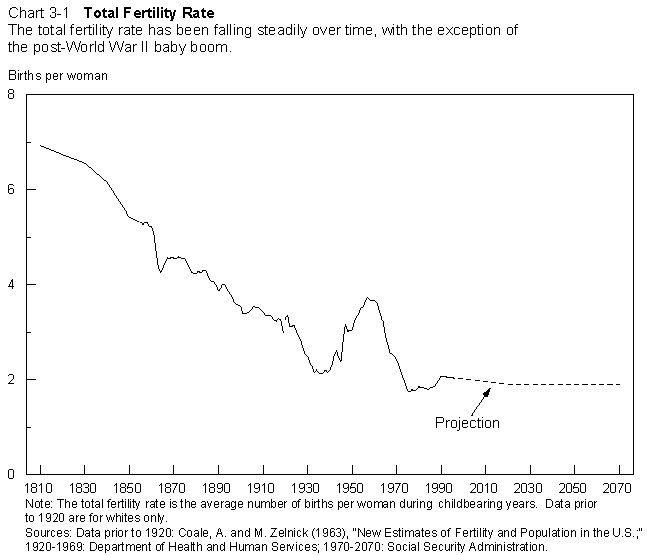 Chart 3-1 Total Fertility Rate
The total fertility rate has been falling steadily over time, with the exception of
the post-World War II baby boom.
Births per woman
8
6
4
2
0
Projection
1810 1830 1850 1870 1890 1910 1930 1950 1970 1990 2010 2030 2050 2070
Note: The total fertility rate is the average number of births per woman during childbearing years. Data prior
to 1920 are for whites only.
Sources: Data prior to 1920: Coale, A. and M. Zelnick (1963), "New Estimates of Fertility and Population in the U.S.;"
1920-1969: Department of Health and Human Services; 1970-2070: Social Security Administration.